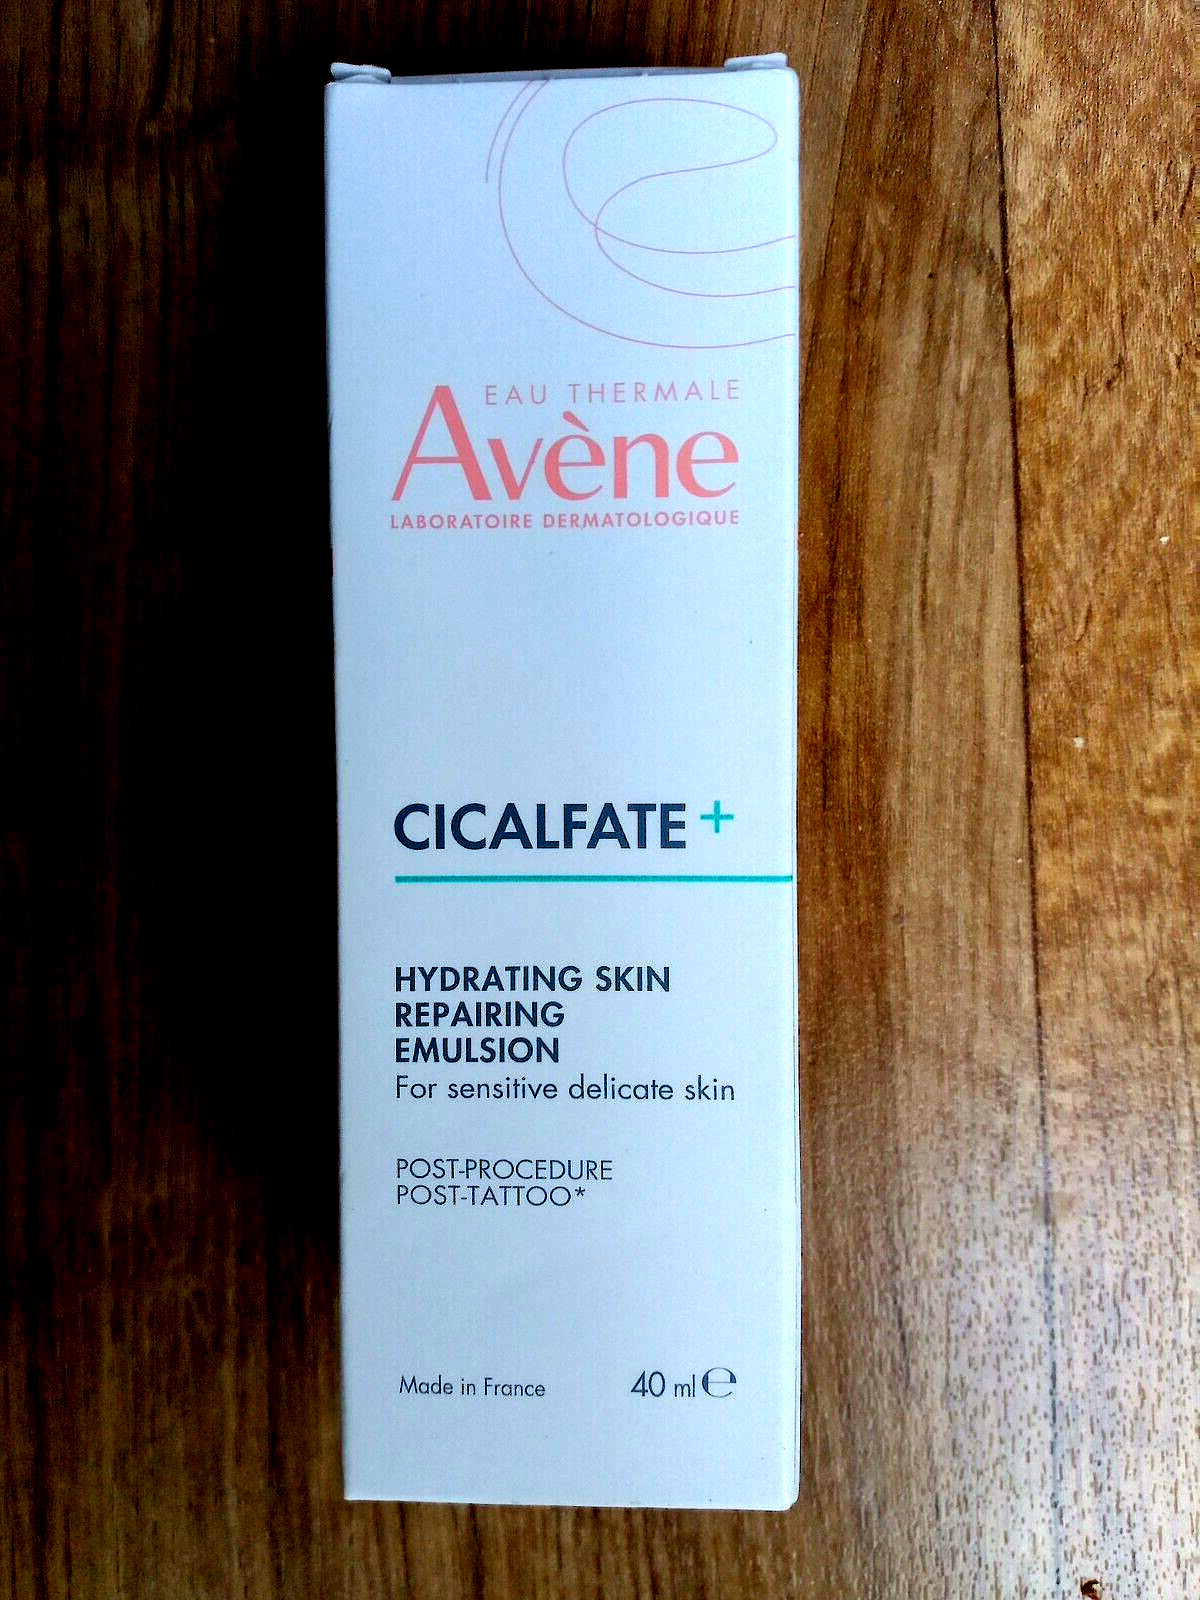 EAU THERMALE
Avène
LABORATOIRE DERMATOLOGIQUE
CICALFATE+
HYDRATING SKIN
REPAIRING
EMULSION
For sensitive delicate skin
POST-PROCEDURE
POST-TATTOO*
Made in France 40 ml ℮